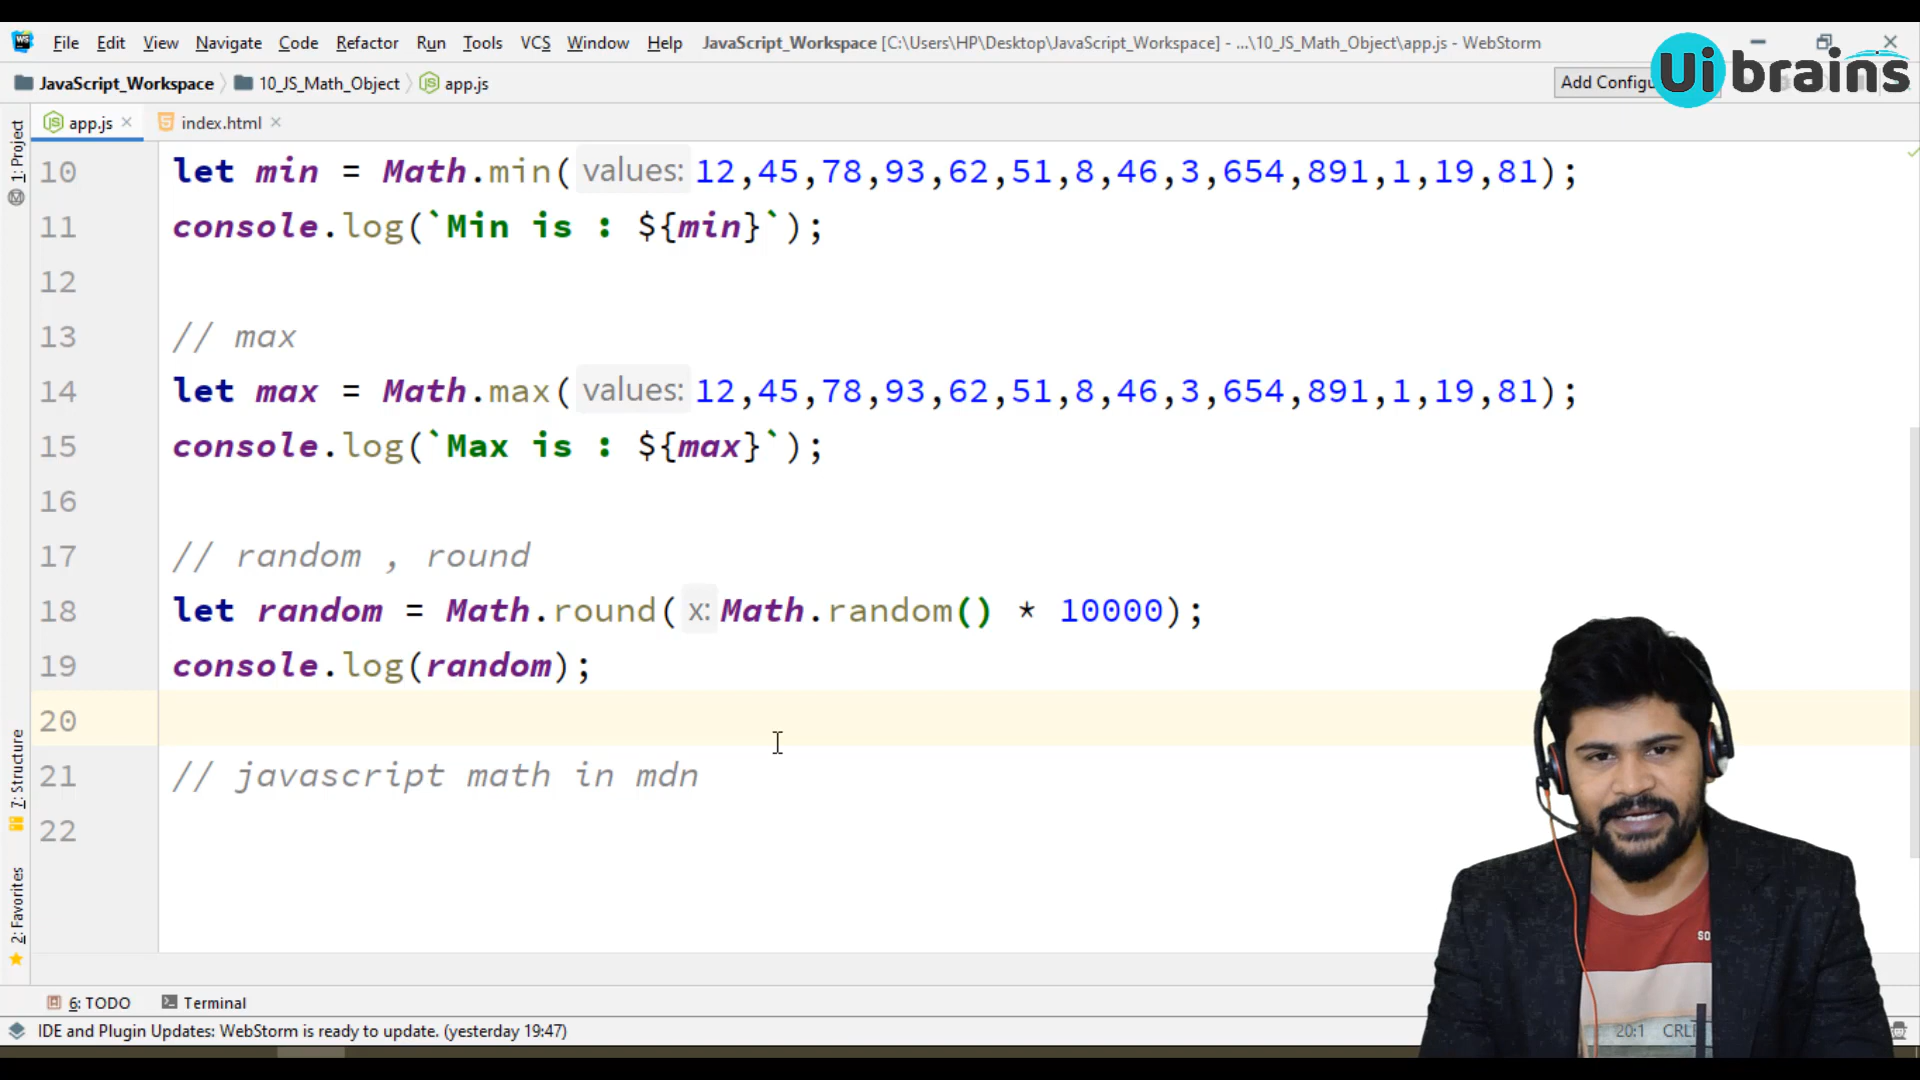 WS File Edit View Navigate Code Refactor Run Tools VCS Window Help JavaScript_Workspace [C:\Users\HP\Desktop\JavaScript_Workspace] - ...\10_JS_Math_Object\app.js - WebStorm
JavaScript_Workspace 10_JS_Math_Object app.js Add Configu
Ui brains
app.js index.html
1: Project
10 let min = Math.min( values: 12,45,78,93,62,51,8,46,3,654,891,1,19,81);
11 console.log(`Min is : ${min}`);
12
13 // max
14 let max = Math.max( values: 12,45,78,93,62,51,8,46,3,654,891,1,19,81);
15 console.log(`Max is : ${max}`);
16
17 // random , round
18 let random = Math.round( x: Math.random() * 10000);
19 console.log(random);
20
21 // javascript math in mdn
22
7: Structure
2: Favorites
SO
6: TODO Terminal
IDE and Plugin Updates: WebStorm is ready to update. (yesterday 19:47) 20:1 CRL